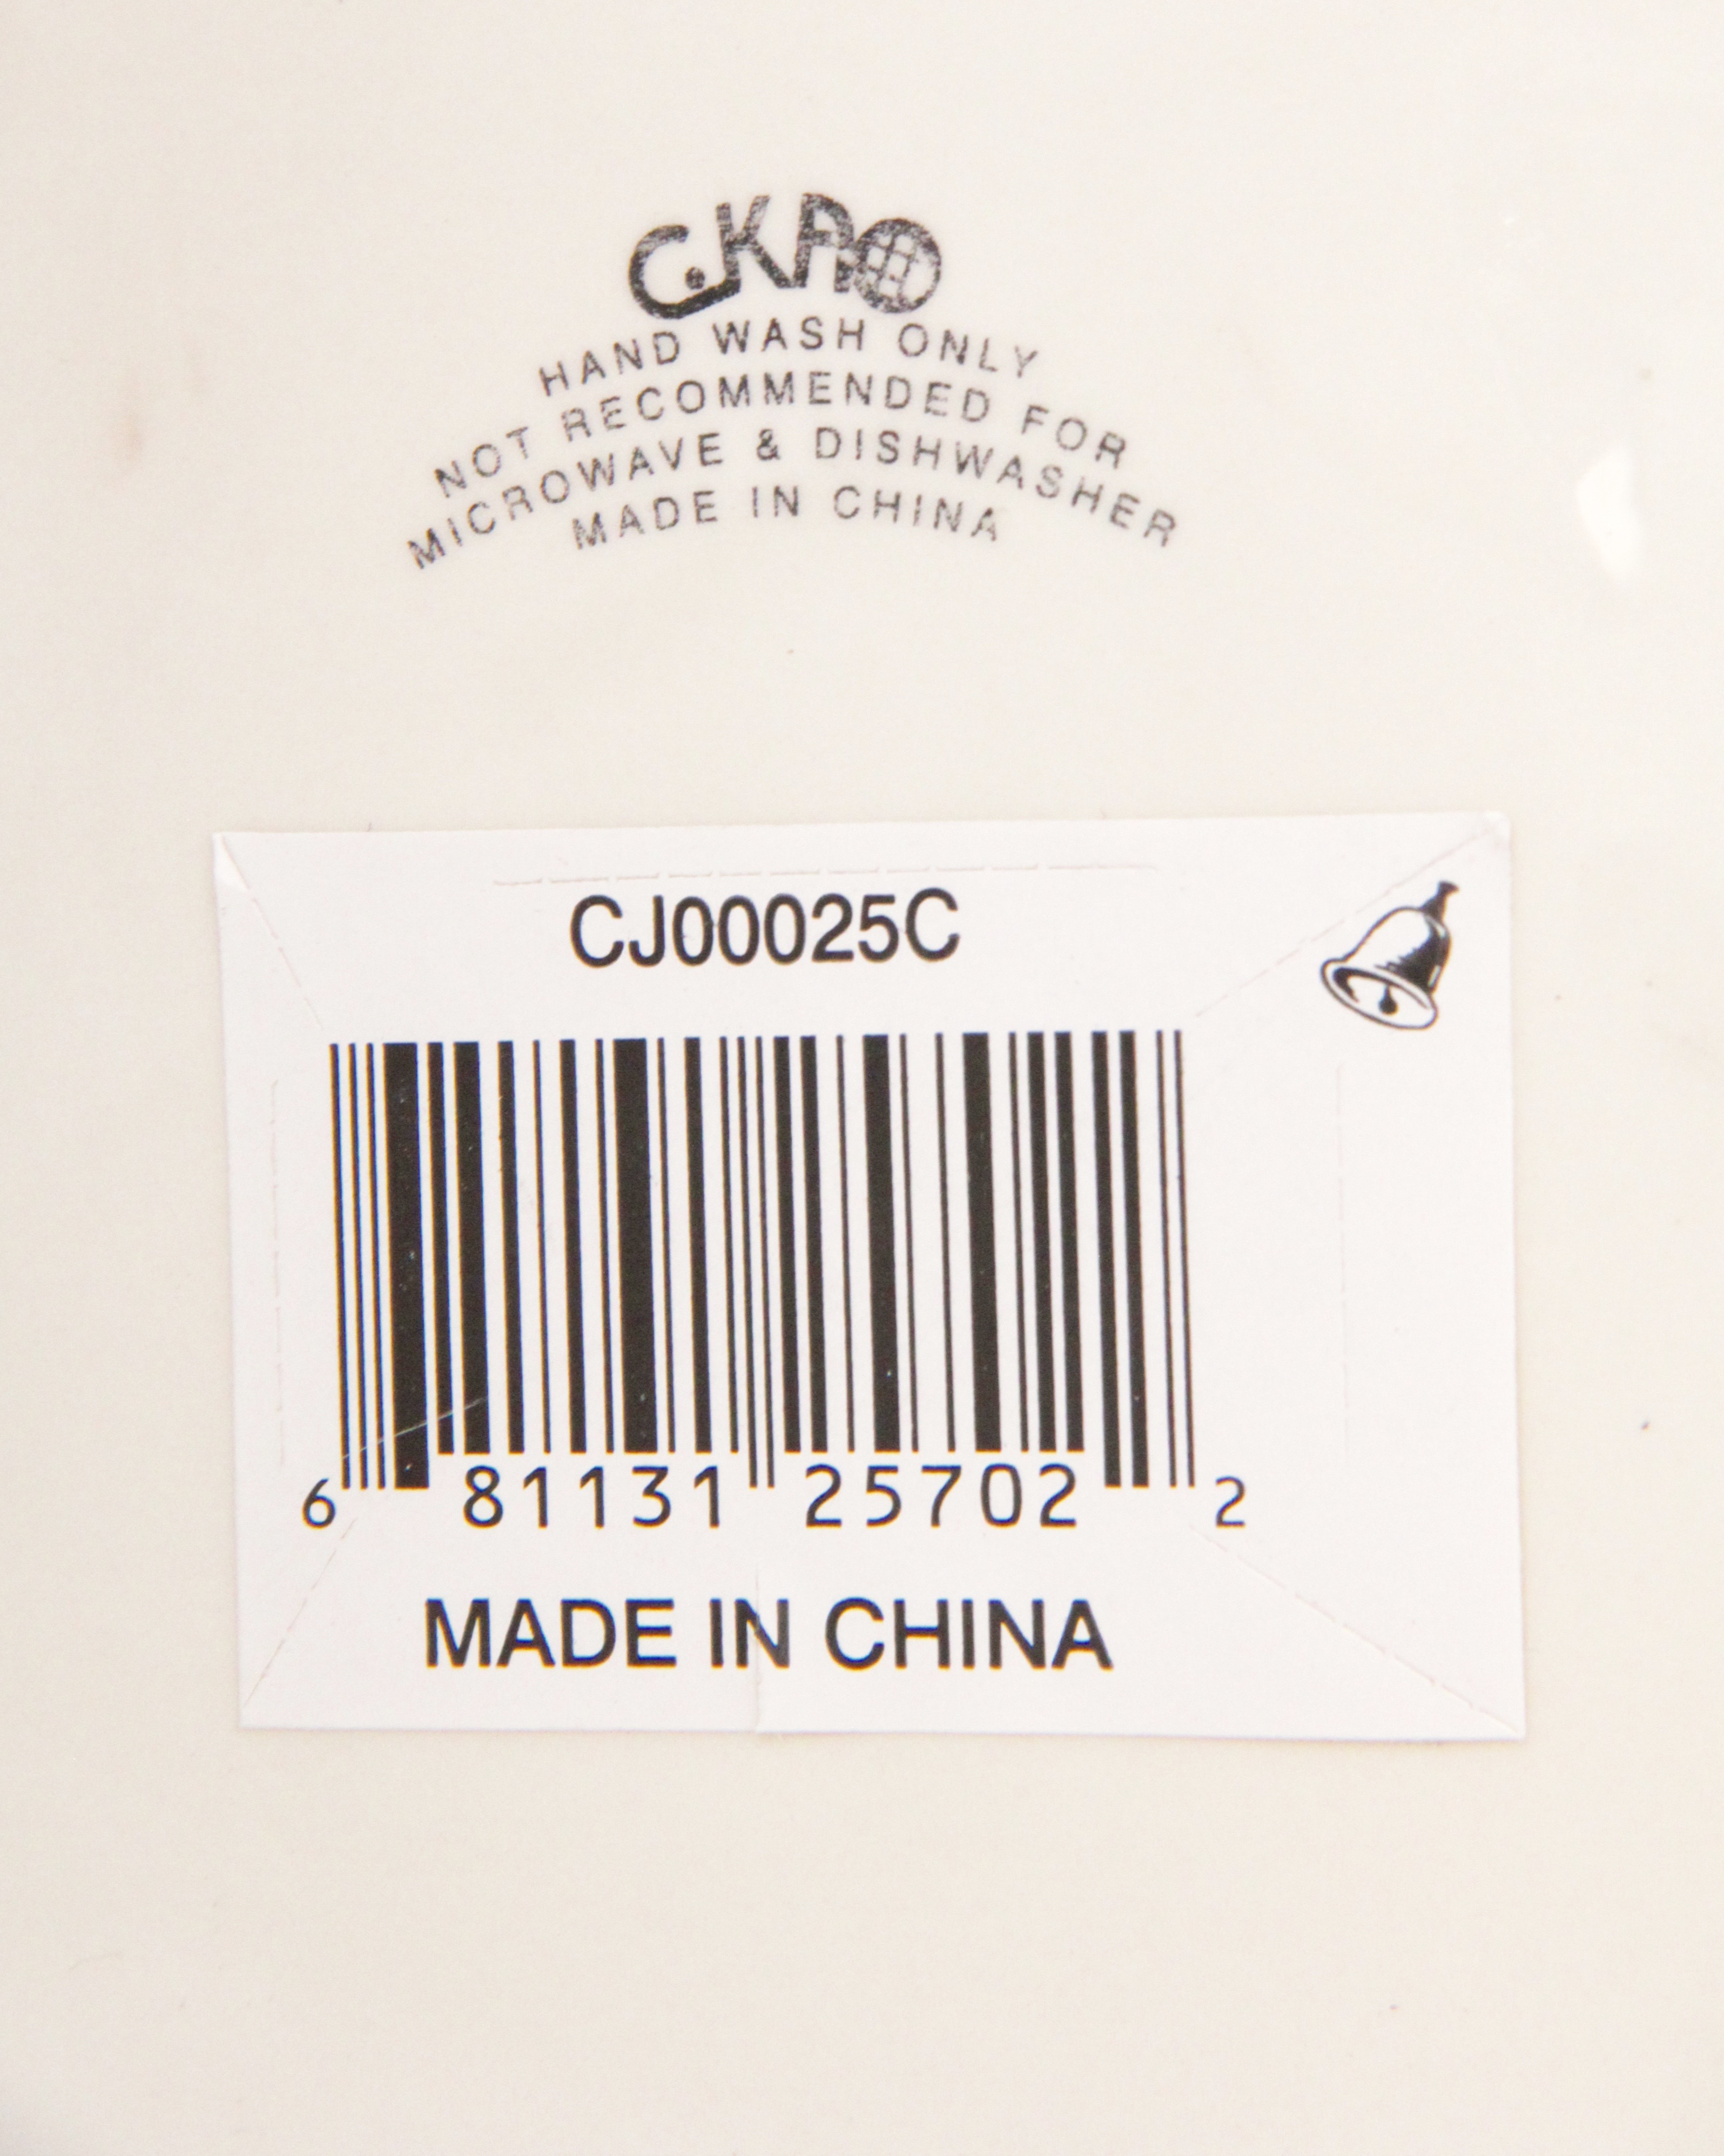 CKAO
HAND WASH ONLY
NOT RECOMMENDED FOR
MICROWAVE & DISHWASHER
MADE IN CHINA
CJ00025C
6 81131 25702 2
MADE IN CHINA